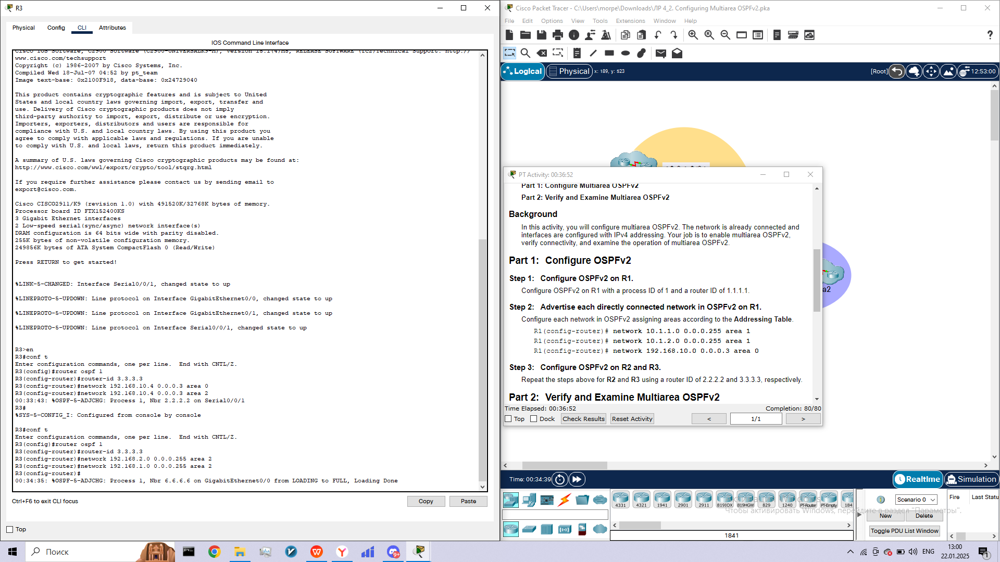 R3
Physical Config CLI Attributes
IOS Command Line Interface
Cisco IOS Software, C2900 Software (C2900-UNIVERSALK9-M), Version 15.1(4)M5, RELEASE SOFTWARE (fc2)Technical Support: http://
www.cisco.com/techsupport
Copyright (c) 1986-2007 by Cisco Systems, Inc.
Compiled Wed 18-Jul-07 04:52 by pt_team
Image text-base: 0x2100F918, data-base: 0x24729040
This product contains cryptographic features and is subject to United
States and local country laws governing import, export, transfer and
use. Delivery of Cisco cryptographic products does not imply
third-party authority to import, export, distribute or use encryption.
Importers, exporters, distributors and users are responsible for
compliance with U.S. and local country laws. By using this product you
agree to comply with applicable laws and regulations. If you are unable
to comply with U.S. and local laws, return this product immediately.
A summary of U.S. laws governing Cisco cryptographic products may be found at:
http://www.cisco.com/wwl/export/crypto/tool/stqrg.html
If you require further assistance please contact us by sending email to
export@cisco.com.
Cisco CISCO2911/K9 (revision 1.0) with 491520K/32768K bytes of memory.
Processor board ID FTX152400KS
3 Gigabit Ethernet interfaces
2 Low-speed serial(sync/async) network interface(s)
DRAM configuration is 64 bits wide with parity disabled.
255K bytes of non-volatile configuration memory.
249856K bytes of ATA System CompactFlash 0 (Read/Write)
Press RETURN to get started!
%LINK-5-CHANGED: Interface Serial0/0/1, changed state to up
%LINEPROTO-5-UPDOWN: Line protocol on Interface GigabitEthernet0/0, changed state to up
%LINEPROTO-5-UPDOWN: Line protocol on Interface GigabitEthernet0/1, changed state to up
%LINEPROTO-5-UPDOWN: Line protocol on Interface Serial0/0/1, changed state to up
R3>en
R3#conf t
Enter configuration commands, one per line.  End with CNTL/Z.
R3(config)#router ospf 1
R3(config-router)#router-id 3.3.3.3
R3(config-router)#network 192.168.10.4 0.0.0.3 area 0
R3(config-router)#network 192.168.10.4 0.0.0.3 area 2
00:33:43: %OSPF-5-ADJCHG: Process 1, Nbr 2.2.2.2 on Serial0/0/1
R3#
%SYS-5-CONFIG_I: Configured from console by console
R3#conf t
Enter configuration commands, one per line.  End with CNTL/Z.
R3(config)#router ospf 1
R3(config-router)#router-id 3.3.3.3
R3(config-router)#network 192.168.2.0 0.0.0.255 area 2
R3(config-router)#network 192.168.1.0 0.0.0.255 area 2
R3(config-router)#
00:34:35: %OSPF-5-ADJCHG: Process 1, Nbr 6.6.6.6 on GigabitEthernet0/0 from LOADING to FULL, Loading Done
Ctrl+F6 to exit CLI focus
Copy Paste
Top
Cisco Packet Tracer - C:\Users\morpe\Downloads\ЛР 4_2. Configuring Multiarea OSPFv2.pka
File Edit Options View Tools Extensions Window Help
?
Logical Physical x: 189, y: 523 [Root] 12:53:00
PT Activity: 00:36:52
Part 1: Configure Multiarea OSPFv2
Part 2: Verify and Examine Multiarea OSPFv2
Background
In this activity, you will configure multiarea OSPFv2. The network is already connected and
interfaces are configured with IPv4 addressing. Your job is to enable multiarea OSPFv2,
verify connectivity, and examine the operation of multiarea OSPFv2.
Part 1: Configure OSPFv2
Step 1: Configure OSPFv2 on R1.
Configure OSPFv2 on R1 with a process ID of 1 and a router ID of 1.1.1.1.
Step 2: Advertise each directly connected network in OSPFv2 on R1.
Configure each network in OSPFv2 assigning areas according to the Addressing Table.
R1(config-router)# network 10.1.1.0 0.0.0.255 area 1
R1(config-router)# network 10.1.2.0 0.0.0.255 area 1
R1(config-router)# network 192.168.10.0 0.0.0.3 area 0
Step 3: Configure OSPFv2 on R2 and R3.
Repeat the steps above for R2 and R3 using a router ID of 2.2.2.2 and 3.3.3.3, respectively.
Part 2: Verify and Examine Multiarea OSPFv2
Time Elapsed: 00:36:52 Completion: 80/80
Top Dock Check Results Reset Activity < 1/1 >
a2
Time: 00:34:39 Realtime Simulation
4331 4321 1941 2901 2911 819IOX 819HGW 829 1240 PT-Router PT-Empty 184
Scenario 0
New Delete
Toggle PDU List Window
Fire Last Statu
Чтобы активировать Windows, перейдите в раздел "Параметры".
1841
Поиск
9+
ENG
13:00
22.01.2025
1